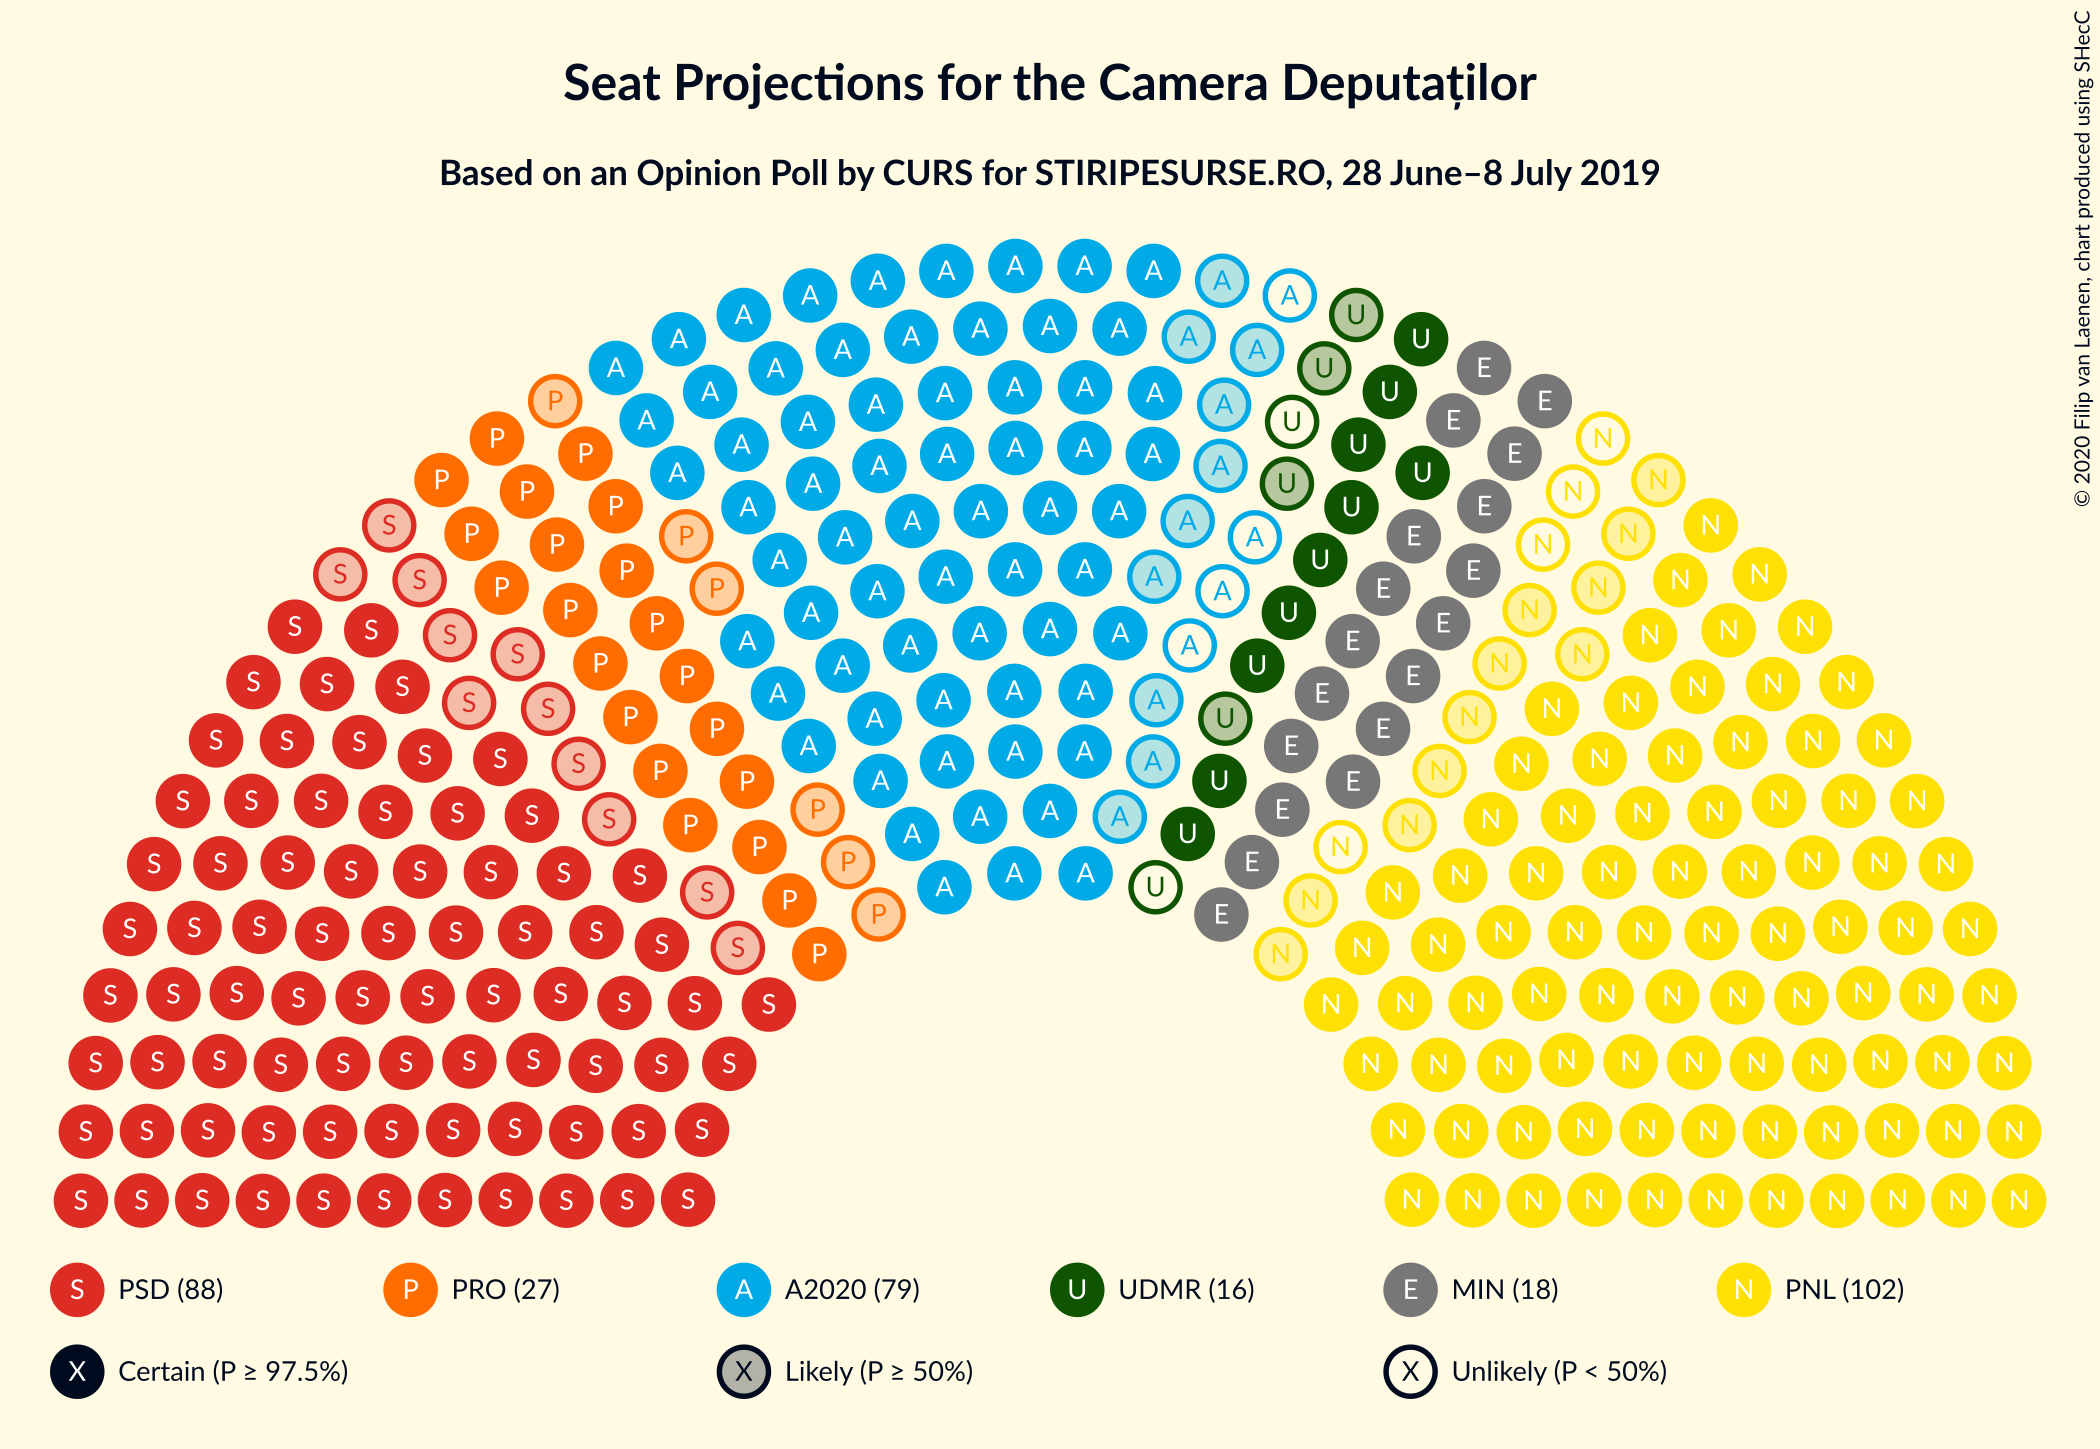 Seat Projections for the Camera Deputaților
Based on an Opinion Poll by CURS for STIRIPESURSE.RO, 28 June–8 July 2019
© 2020 Filip van Laenen, chart produced using SHecC
S PSD (88) P PRO (27) A A2020 (79) U UDMR (16) E MIN (18) N PNL (102)
X Certain (P ≥ 97.5%) X Likely (P ≥ 50%) X Unlikely (P < 50%)